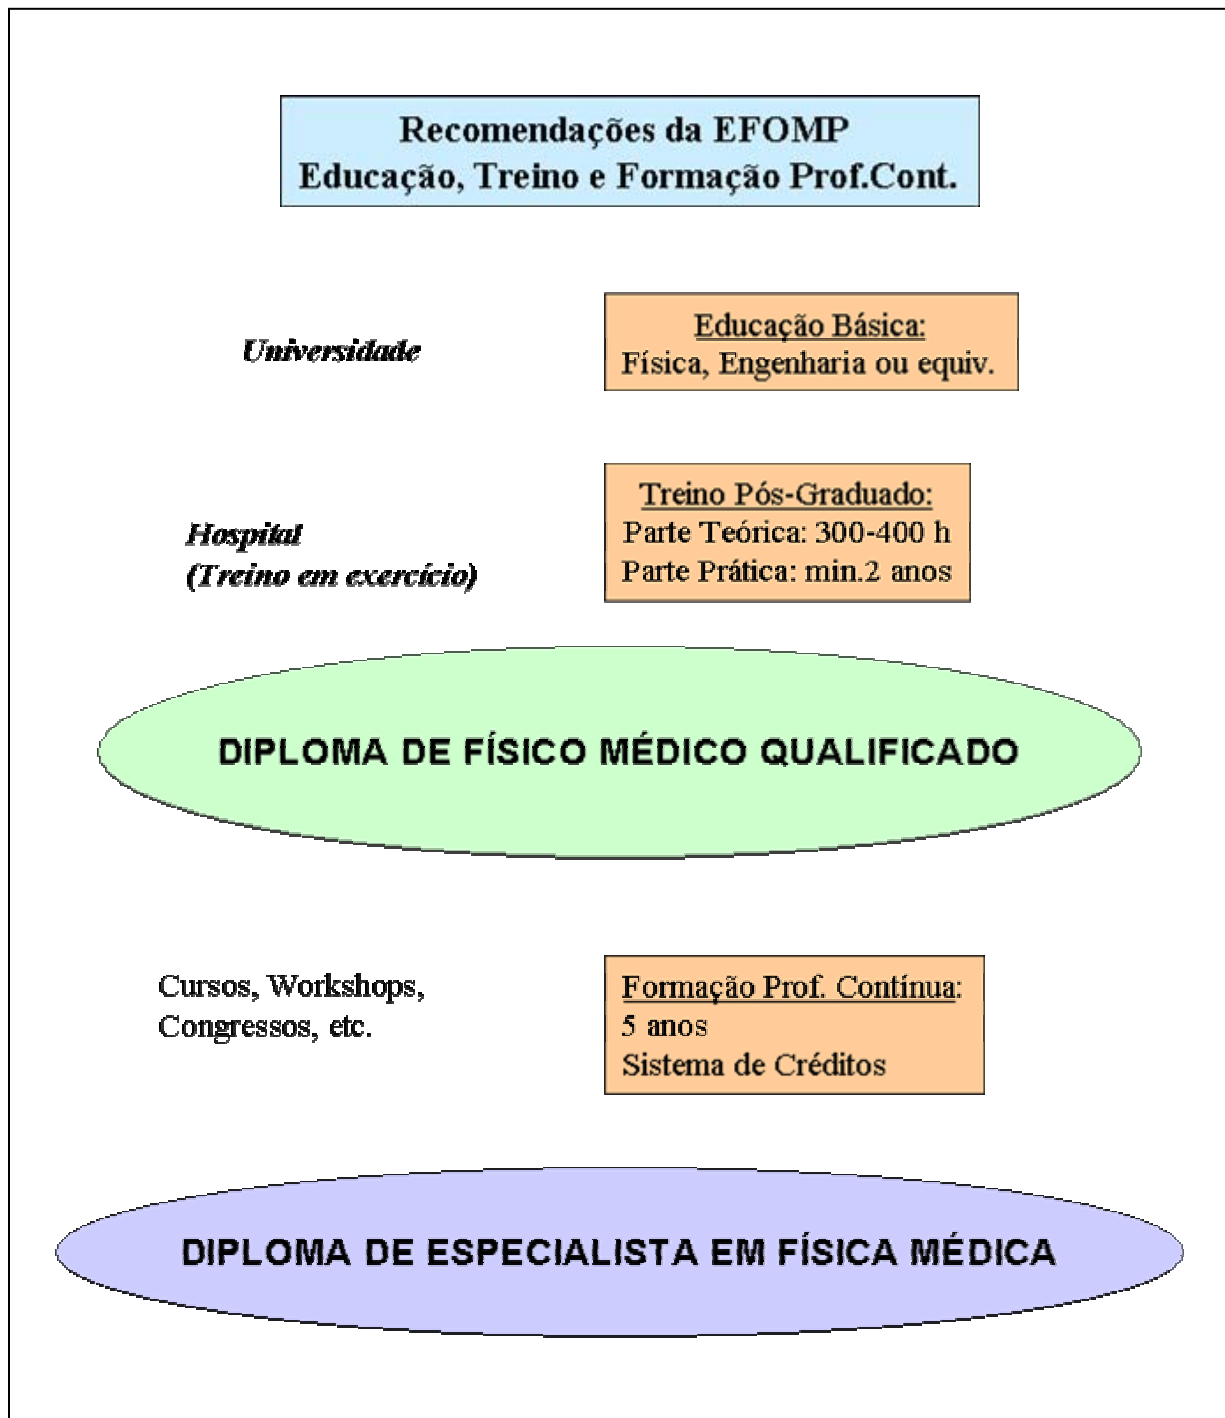 Recomendações da EFOMP
Educação, Treino e Formação Prof.Cont.
Universidade
Educação Básica:
Física, Engenharia ou equiv.
Hospital
(Treino em exercício)
Treino Pós-Graduado:
Parte Teórica: 300-400 h
Parte Prática: min.2 anos
DIPLOMA DE FÍSICO MÉDICO QUALIFICADO
Cursos, Workshops,
Congressos, etc.
Formação Prof. Contínua:
5 anos
Sistema de Créditos
DIPLOMA DE ESPECIALISTA EM FÍSICA MÉDICA